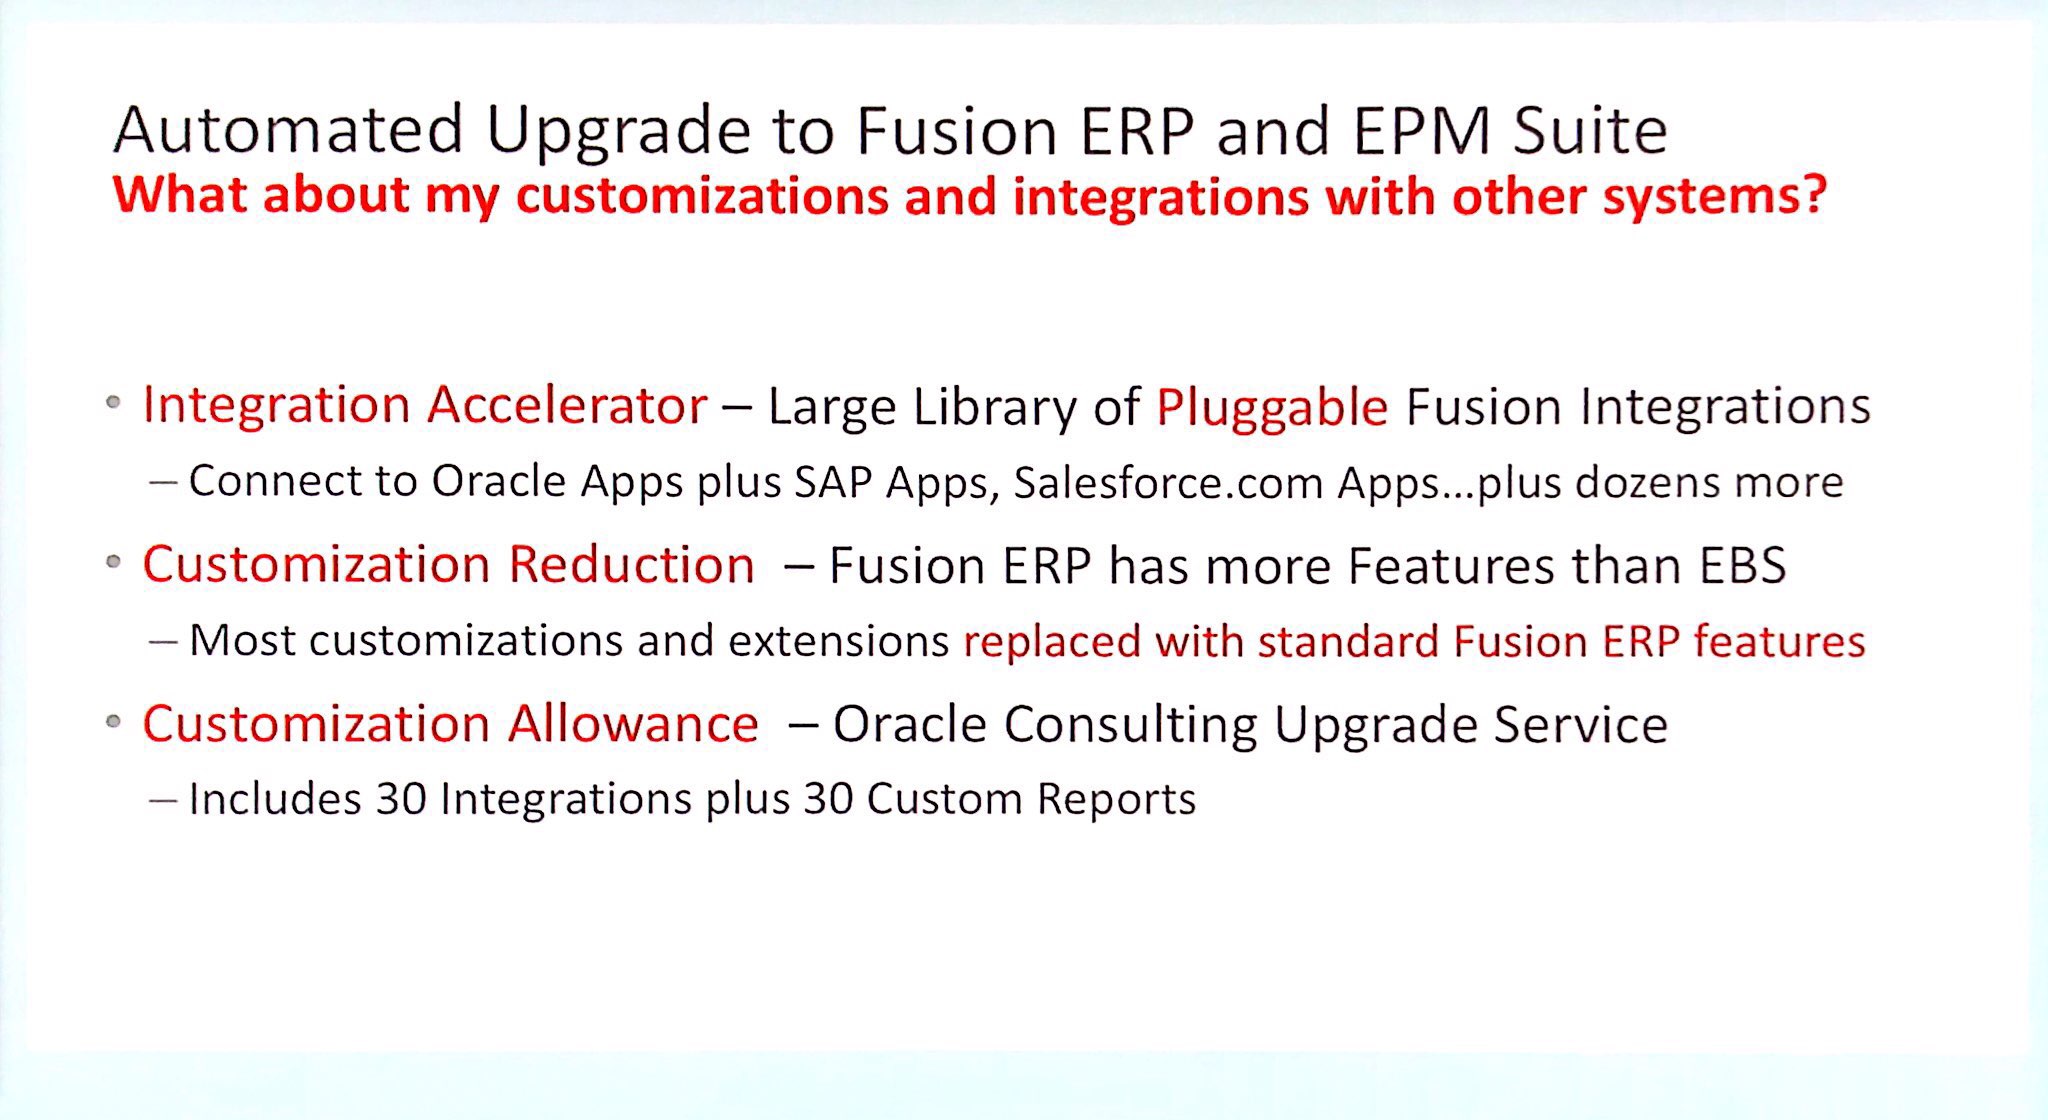 Automated Upgrade to Fusion ERP and EPM Suite
What about my customizations and integrations with other systems?
• Integration Accelerator – Large Library of Pluggable Fusion Integrations
– Connect to Oracle Apps plus SAP Apps, Salesforce.com Apps...plus dozens more
• Customization Reduction – Fusion ERP has more Features than EBS
– Most customizations and extensions replaced with standard Fusion ERP features
• Customization Allowance – Oracle Consulting Upgrade Service
– Includes 30 Integrations plus 30 Custom Reports